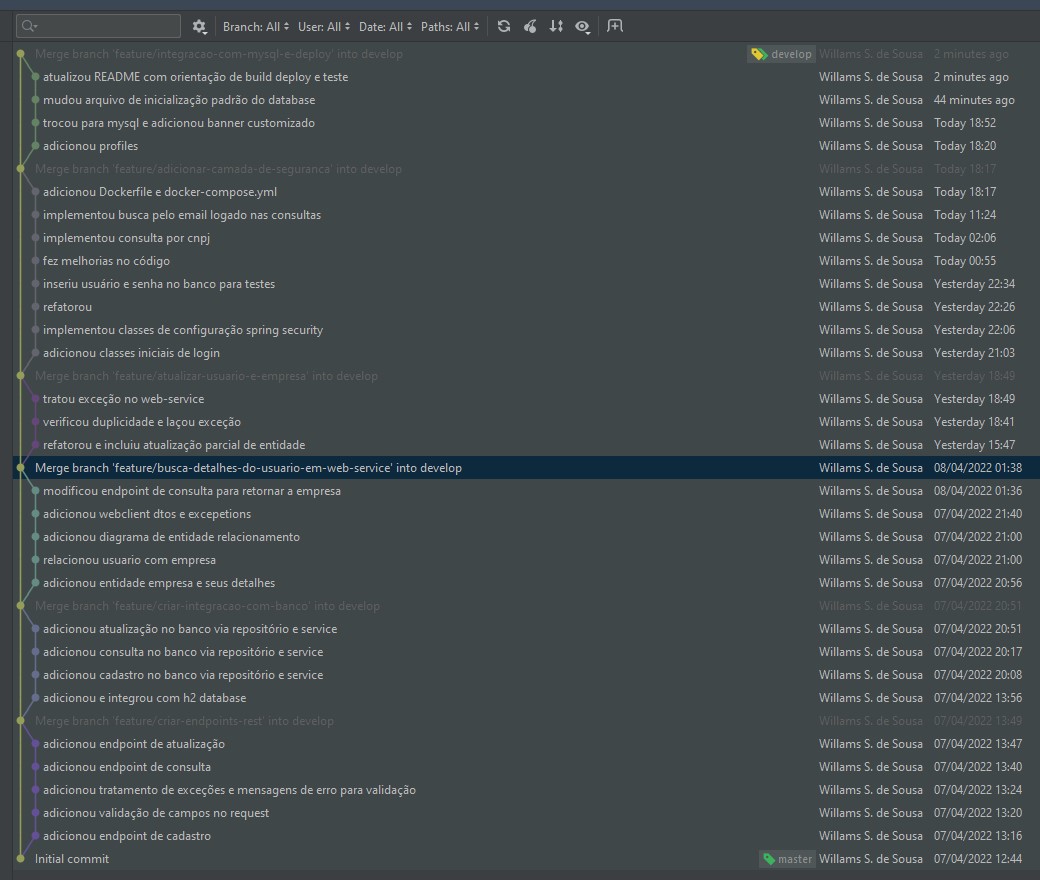 Branch: All User: All Date: All Paths: All
Merge branch 'feature/integracao-com-mysql-e-deploy' into develop develop Willams S. de Sousa 2 minutes ago
atualizou README com orientação de build deploy e teste Willams S. de Sousa 2 minutes ago
mudou arquivo de inicialização padrão do database Willams S. de Sousa 44 minutes ago
trocou para mysql e adicionou banner customizado Willams S. de Sousa Today 18:52
adicionou profiles Willams S. de Sousa Today 18:20
Merge branch 'feature/adicionar-camada-de-seguranca' into develop Willams S. de Sousa Today 18:17
adicionou Dockerfile e docker-compose.yml Willams S. de Sousa Today 18:17
implementou busca pelo email logado nas consultas Willams S. de Sousa Today 11:24
implementou consulta por cnpj Willams S. de Sousa Today 02:06
fez melhorias no código Willams S. de Sousa Today 00:55
inseriu usuário e senha no banco para testes Willams S. de Sousa Yesterday 22:34
refatorou Willams S. de Sousa Yesterday 22:26
implementou classes de configuração spring security Willams S. de Sousa Yesterday 22:06
adicionou classes iniciais de login Willams S. de Sousa Yesterday 21:03
Merge branch 'feature/atualizar-usuario-e-empresa' into develop Willams S. de Sousa Yesterday 18:49
tratou exceção no web-service Willams S. de Sousa Yesterday 18:49
verificou duplicidade e laçou exceção Willams S. de Sousa Yesterday 18:41
refatorou e incluiu atualização parcial de entidade Willams S. de Sousa Yesterday 15:47
Merge branch 'feature/busca-detalhes-do-usuario-em-web-service' into develop Willams S. de Sousa 08/04/2022 01:38
modificou endpoint de consulta para retornar a empresa Willams S. de Sousa 08/04/2022 01:36
adicionou webclient dtos e excepetions Willams S. de Sousa 07/04/2022 21:40
adicionou diagrama de entidade relacionamento Willams S. de Sousa 07/04/2022 21:00
relacionou usuario com empresa Willams S. de Sousa 07/04/2022 21:00
adicionou entidade empresa e seus detalhes Willams S. de Sousa 07/04/2022 20:56
Merge branch 'feature/criar-integracao-com-banco' into develop Willams S. de Sousa 07/04/2022 20:51
adicionou atualização no banco via repositório e service Willams S. de Sousa 07/04/2022 20:51
adicionou consulta no banco via repositório e service Willams S. de Sousa 07/04/2022 20:17
adicionou cadastro no banco via repositório e service Willams S. de Sousa 07/04/2022 20:08
adicionou e integrou com h2 database Willams S. de Sousa 07/04/2022 13:56
Merge branch 'feature/criar-endpoints-rest' into develop Willams S. de Sousa 07/04/2022 13:49
adicionou endpoint de atualização Willams S. de Sousa 07/04/2022 13:47
adicionou endpoint de consulta Willams S. de Sousa 07/04/2022 13:40
adicionou tratamento de exceções e mensagens de erro para validação Willams S. de Sousa 07/04/2022 13:24
adicionou validação de campos no request Willams S. de Sousa 07/04/2022 13:20
adicionou endpoint de cadastro Willams S. de Sousa 07/04/2022 13:16
Initial commit master Willams S. de Sousa 07/04/2022 12:44